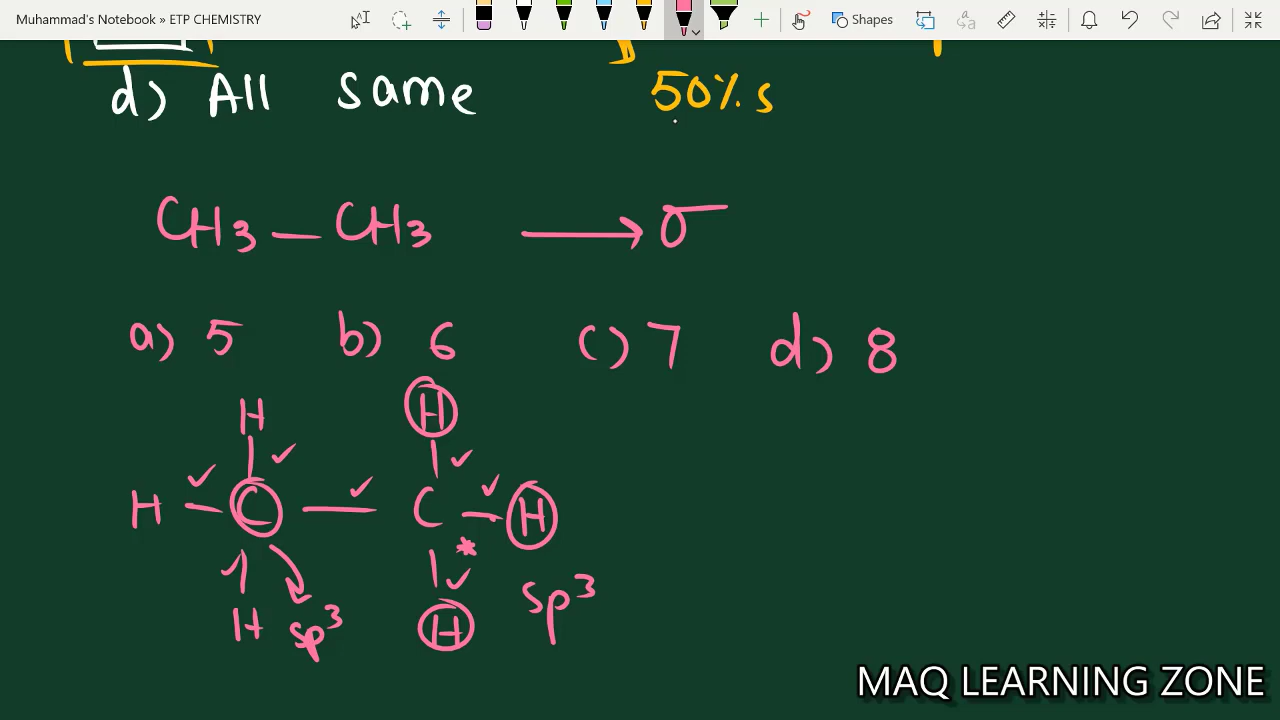 Muhammad's Notebook » ETP CHEMISTRY
Shapes
d) All same
50% s
CH3 — CH3 → σ
a) 5 b) 6 c) 7 d) 8
H H
H — C — C — H
H sp³ H sp³
MAQ LEARNING ZONE